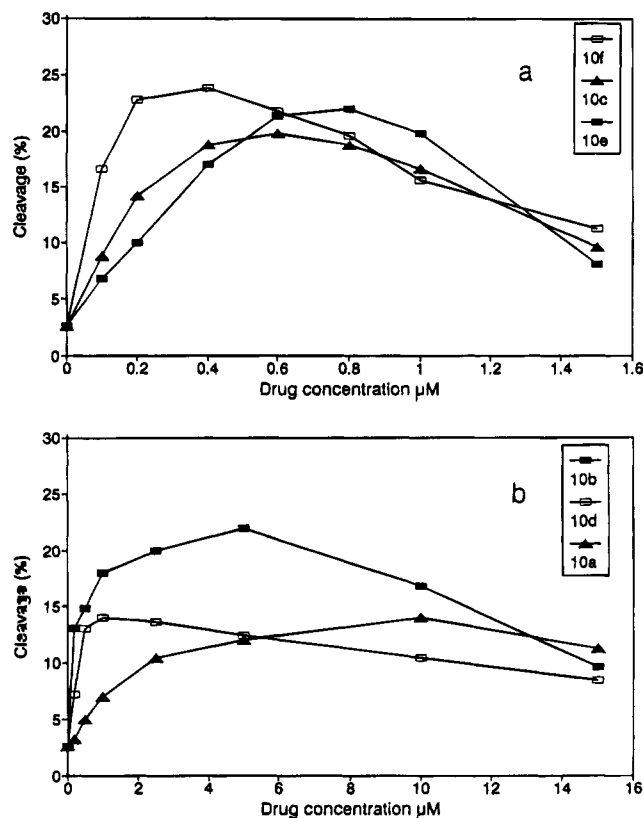 30
25
20
15
10
5
0
Cleavage (%)
a
10f
10c
10e
0 0.2 0.4 0.6 0.8 1 1.2 1.4 1.6
Drug concentration µM
30
25
20
15
10
5
0
Cleavage (%)
b
10b
10d
10a
0 2 4 6 8 10 12 14 16
Drug concentration µM